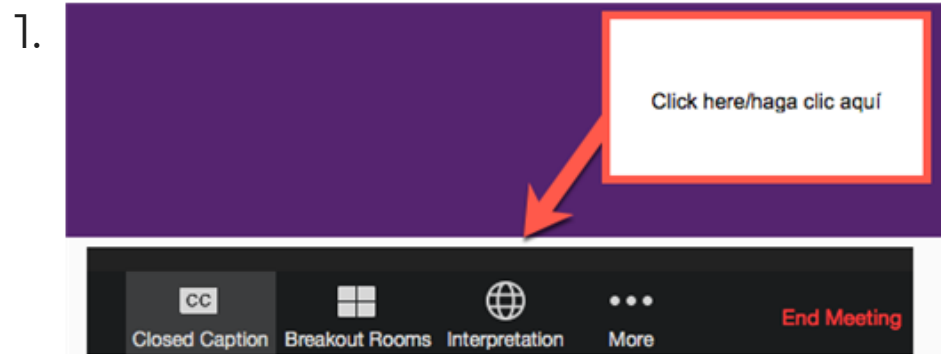 1.
Click here/haga clic aquí
CC
Closed Caption Breakout Rooms Interpretation More End Meeting